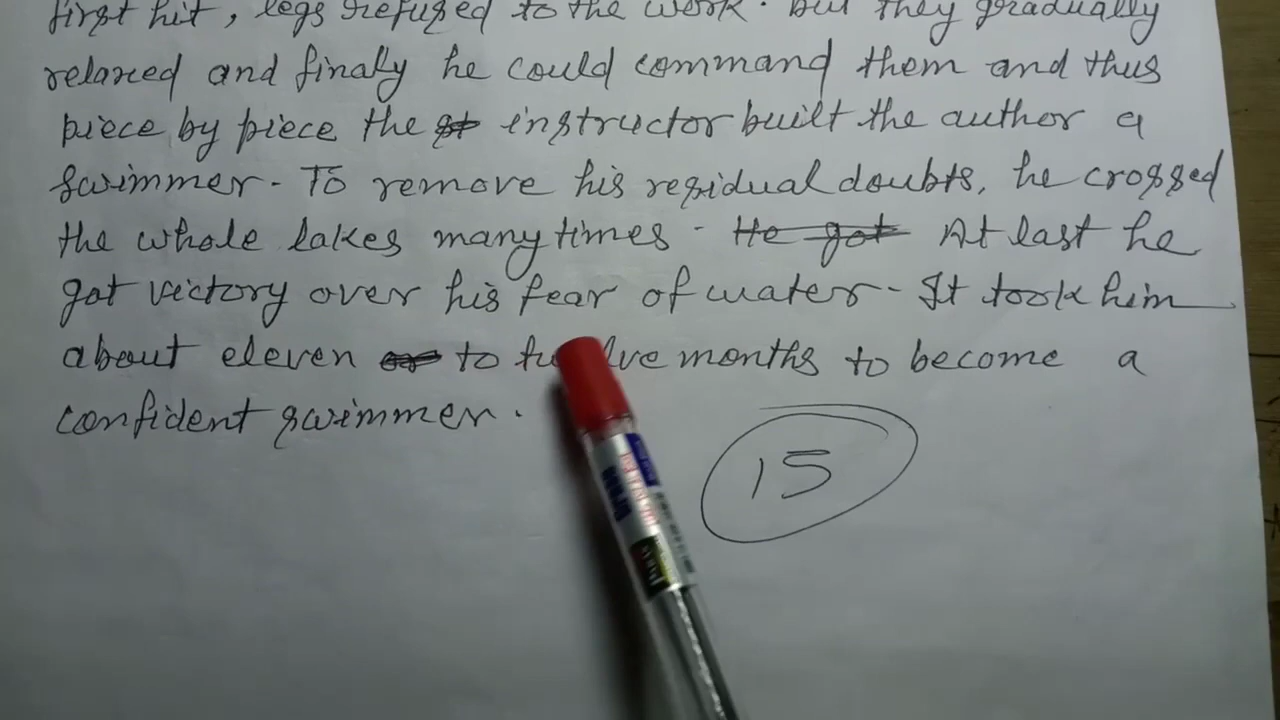 first hit, legs refused to the work. but they gradually
relaxed and finaly he could command them and thus
piece by piece the instructor built the author a
swimmer. To remove his residual doubts, he crossed
the whole lakes many times. He got At last he
got victory over his fear of water. It took him
about eleven to twelve months to become a
confident swimmer.
15